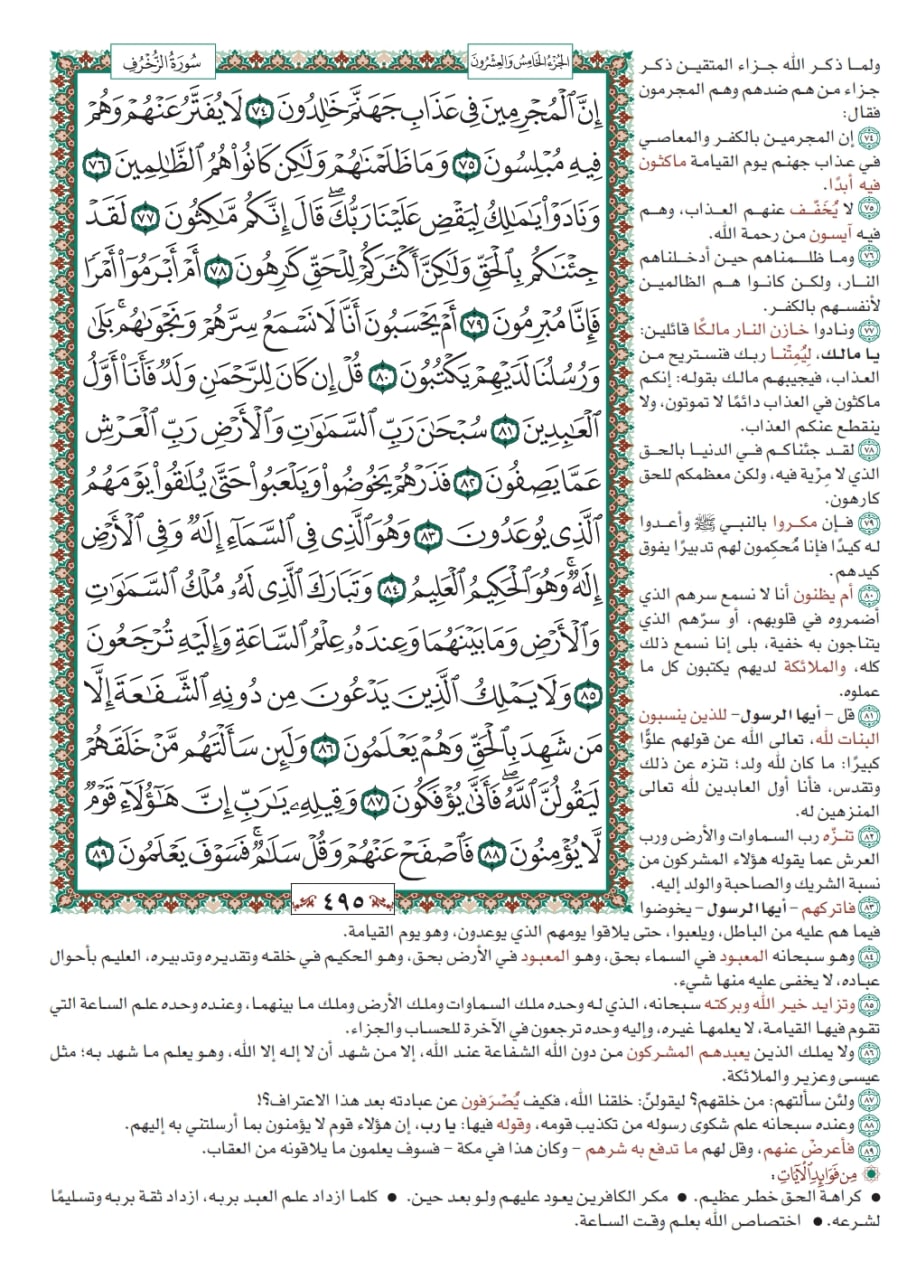 سُورَةُ الزُّخْرُفِ
الجُزْءُ الخَامِسُ وَالعِشْرُونَ
إِنَّ ٱلْمُجْرِمِينَ فِي عَذَابِ جَهَنَّمَ خَٰلِدُونَ ٧٤ لَا يُفَتَّرُ عَنْهُمْ وَهُمْ
فِيهِ مُبْلِسُونَ ٧٥ وَمَا ظَلَمْنَٰهُمْ وَلَٰكِن كَانُوا۟ هُمُ ٱلظَّٰلِمِينَ ٧٦
وَنَادَوْا۟ يَٰمَٰلِكُ لِيَقْضِ عَلَيْنَا رَبُّكَ ۖ قَالَ إِنَّكُم مَّٰكِثُونَ ٧٧ لَقَدْ
جِئْنَٰكُم بِٱلْحَقِّ وَلَٰكِنَّ أَكْثَرَكُمْ لِلْحَقِّ كَٰرِهُونَ ٧٨ أَمْ أَبْرَمُوٓا۟ أَمْرًا
فَإِنَّا مُبْرِمُونَ ٧٩ أَمْ يَحْسَبُونَ أَنَّا لَا نَسْمَعُ سِرَّهُمْ وَنَجْوَىٰهُم ۚ بَلَىٰ
وَرُسُلُنَا لَدَيْهِمْ يَكْتُبُونَ ٨٠ قُلْ إِن كَانَ لِلرَّحْمَٰنِ وَلَدٌ فَأَنَا۠ أَوَّلُ
ٱلْعَٰبِدِينَ ٨١ سُبْحَٰنَ رَبِّ ٱلسَّمَٰوَٰتِ وَٱلْأَرْضِ رَبِّ ٱلْعَرْشِ
عَمَّا يَصِفُونَ ٨٢ فَذَرْهُمْ يَخُوضُوا۟ وَيَلْعَبُوا۟ حَتَّىٰ يُلَٰقُوا۟ يَوْمَهُمُ
ٱلَّذِي يُوعَدُونَ ٨٣ وَهُوَ ٱلَّذِي فِي ٱلسَّمَآءِ إِلَٰهٌ وَفِي ٱلْأَرْضِ
إِلَٰهٌ ۚ وَهُوَ ٱلْحَكِيمُ ٱلْعَلِيمُ ٨٤ وَتَبَارَكَ ٱلَّذِي لَهُۥ مُلْكُ ٱلسَّمَٰوَٰتِ
وَٱلْأَرْضِ وَمَا بَيْنَهُمَا وَعِندَهُۥ عِلْمُ ٱلسَّاعَةِ وَإِلَيْهِ تُرْجَعُونَ
٨٥ وَلَا يَمْلِكُ ٱلَّذِينَ يَدْعُونَ مِن دُونِهِ ٱلشَّفَٰعَةَ إِلَّا
مَن شَهِدَ بِٱلْحَقِّ وَهُمْ يَعْلَمُونَ ٨٦ وَلَئِن سَأَلْتَهُم مَّنْ خَلَقَهُمْ
لَيَقُولُنَّ ٱللَّهُ ۖ فَأَنَّىٰ يُؤْفَكُونَ ٨٧ وَقِيلِهِۦ يَٰرَبِّ إِنَّ هَٰٓؤُلَآءِ قَوْمٌ
لَّا يُؤْمِنُونَ ٨٨ فَٱصْفَحْ عَنْهُمْ وَقُلْ سَلَٰمٌ ۚ فَسَوْفَ يَعْلَمُونَ ٨٩
٤٩٥
ولما ذكر الله جزاء المتقين ذكر
جزاء من هم ضدهم وهم المجرمون
فقال:
٧٤ إن المجرمين بالكفر والمعاصي
في عذاب جهنم يوم القيامة ماكثون
فيه أبدًا.
٧٥ لا يُخَفَّف عنهم العذاب، وهم
فيه آيسون من رحمة الله.
٧٦ وما ظلمناهم حين أدخلناهم
النار، ولكن كانوا هم الظالمين
لأنفسهم بالكفر.
٧٧ ونادوا خازن النار مالكًا قائلين:
يا مالك، لِيُمِتْنا ربك فنستريح من
العذاب، فيجيبهم مالك بقوله: إنكم
ماكثون في العذاب دائمًا لا تموتون، ولا
ينقطع عنكم العذاب.
٧٨ لقد جئناكم في الدنيا بالحق
الذي لا مِرْية فيه، ولكن معظمكم للحق
كارهون.
٧٩ فإن مكروا بالنبي ﷺ وأعدوا
له كيدًا فإنا مُحكِمون لهم تدبيرًا يفوق
كيدهم.
٨٠ أم يظنون أنا لا نسمع سرهم الذي
أضمروه في قلوبهم، أو سرّهم الذي
يتناجون به خفية، بلى إنا نسمع ذلك
كله، والملائكة لديهم يكتبون كل ما
عملوه.
٨١ قل - أيها الرسول - للذين ينسبون
البنات لله، تعالى الله عن قولهم علوًّا
كبيرًا: ما كان لله ولد؛ تنزه عن ذلك
وتقدس، فأنا أول العابدين لله تعالى
المنزهين له.
٨٢ تنزّه رب السماوات والأرض ورب
العرش عما يقوله هؤلاء المشركون من
نسبة الشريك والصاحبة والولد إليه.
٨٣ فاتركهم - أيها الرسول - يخوضوا
فيما هم عليه من الباطل، ويلعبوا، حتى يلاقوا يومهم الذي يوعدون، وهو يوم القيامة.
٨٤ وهو سبحانه المعبود في السماء بحق، وهو المعبود في الأرض بحق، وهو الحكيم في خلقه وتقديره وتدبيره، العليم بأحوال
عباده، لا يخفى عليه منها شيء.
٨٥ وتزايد خير الله وبركته سبحانه، الذي له وحده ملك السماوات وملك الأرض وملك ما بينهما، وعنده وحده علم الساعة التي
تقوم فيها القيامة، لا يعلمها غيره، وإليه وحده ترجعون في الآخرة للحساب والجزاء.
٨٦ ولا يملك الذين يعبدهم المشركون من دون الله الشفاعة عند الله، إلا من شهد أن لا إله إلا الله، وهو يعلم ما شهد به؛ مثل
عيسى وعزير والملائكة.
٨٧ ولئن سألتهم: من خلقهم؟ ليقولنّ: خلقنا الله، فكيف يُصْرَفون عن عبادته بعد هذا الاعتراف؟!
٨٨ وعنده سبحانه علم شكوى رسوله من تكذيب قومه، وقوله فيها: يا رب، إن هؤلاء قوم لا يؤمنون بما أرسلتني به إليهم.
٨٩ فأعرضْ عنهم، وقل لهم ما تدفع به شرهم - وكان هذا في مكة - فسوف يعلمون ما يلاقونه من العقاب.
مِن فَوَائِدِ الآيَاتِ:
• كراهة الحق خطر عظيم. • مكر الكافرين يعود عليهم ولو بعد حين. • كلما ازداد علم العبد بربه، ازداد ثقة بربه وتسليمًا
لشرعه. • اختصاص الله بعلم وقت الساعة.